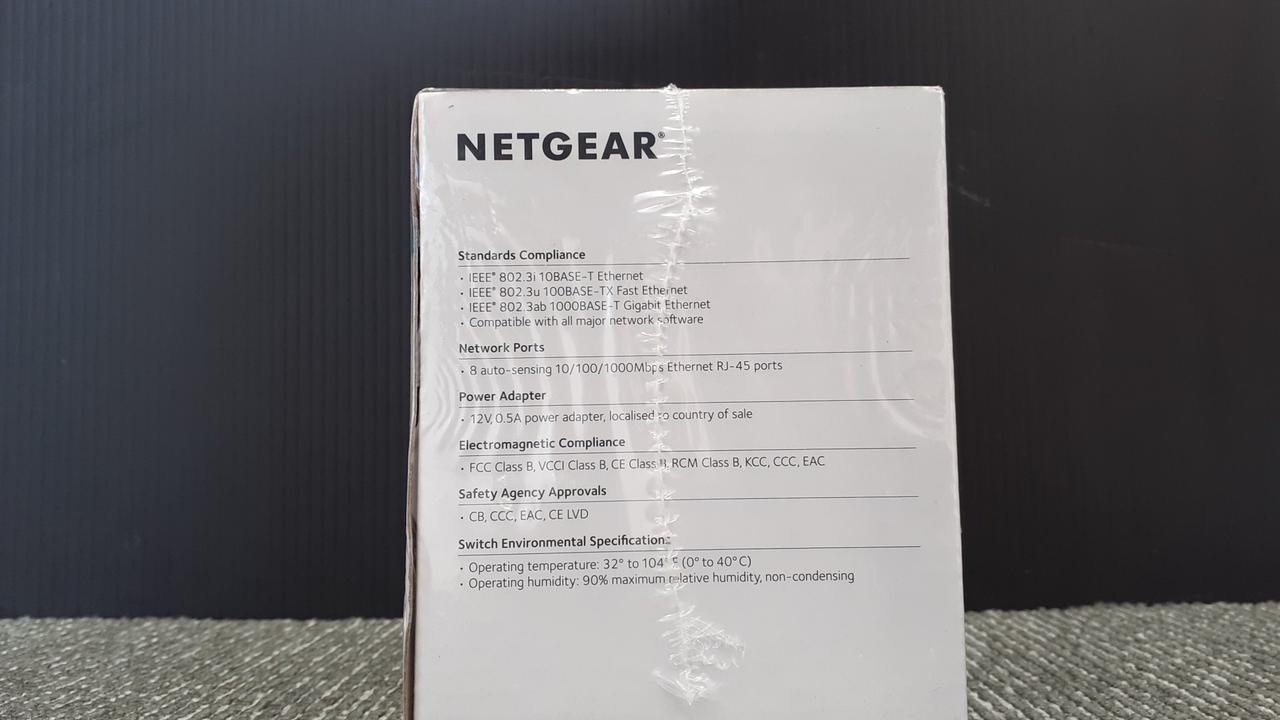 NETGEAR®
Standards Compliance
• IEEE® 802.3i 10BASE-T Ethernet
• IEEE® 802.3u 100BASE-TX Fast Ethernet
• IEEE® 802.3ab 1000BASE-T Gigabit Ethernet
• Compatible with all major network software
Network Ports
• 8 auto-sensing 10/100/1000Mbps Ethernet RJ-45 ports
Power Adapter
• 12V, 0.5A power adapter, localised to country of sale
Electromagnetic Compliance
• FCC Class B, VCCI Class B, CE Class B, RCM Class B, KCC, CCC, EAC
Safety Agency Approvals
• CB, CCC, EAC, CE LVD
Switch Environmental Specifications
• Operating temperature: 32° to 104° F (0° to 40° C)
• Operating humidity: 90% maximum relative humidity, non-condensing